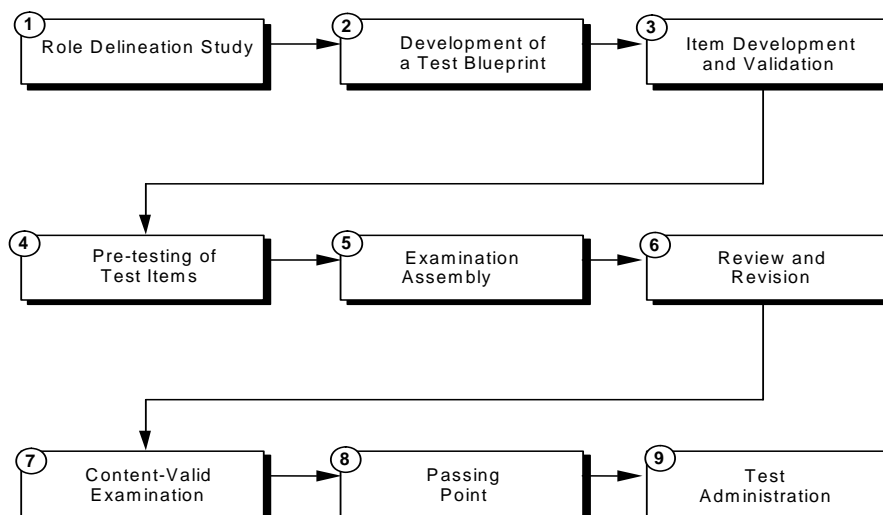 1
Role Delineation Study
2
Development of
a Test Blueprint
3
Item Development
and Validation
4
Pre-testing of
Test Items
5
Examination
Assembly
6
Review and
Revision
7
Content-Valid
Examination
8
Passing
Point
9
Test
Administration